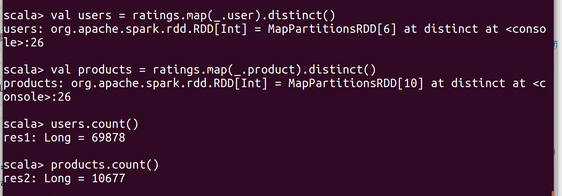 scala> val users = ratings.map(_.user).distinct()
users: org.apache.spark.rdd.RDD[Int] = MapPartitionsRDD[6] at distinct at <conso
le>:26
scala> val products = ratings.map(_.product).distinct()
products: org.apache.spark.rdd.RDD[Int] = MapPartitionsRDD[10] at distinct at <c
onsole>:26
scala> users.count()
res1: Long = 69878
scala> products.count()
res2: Long = 10677